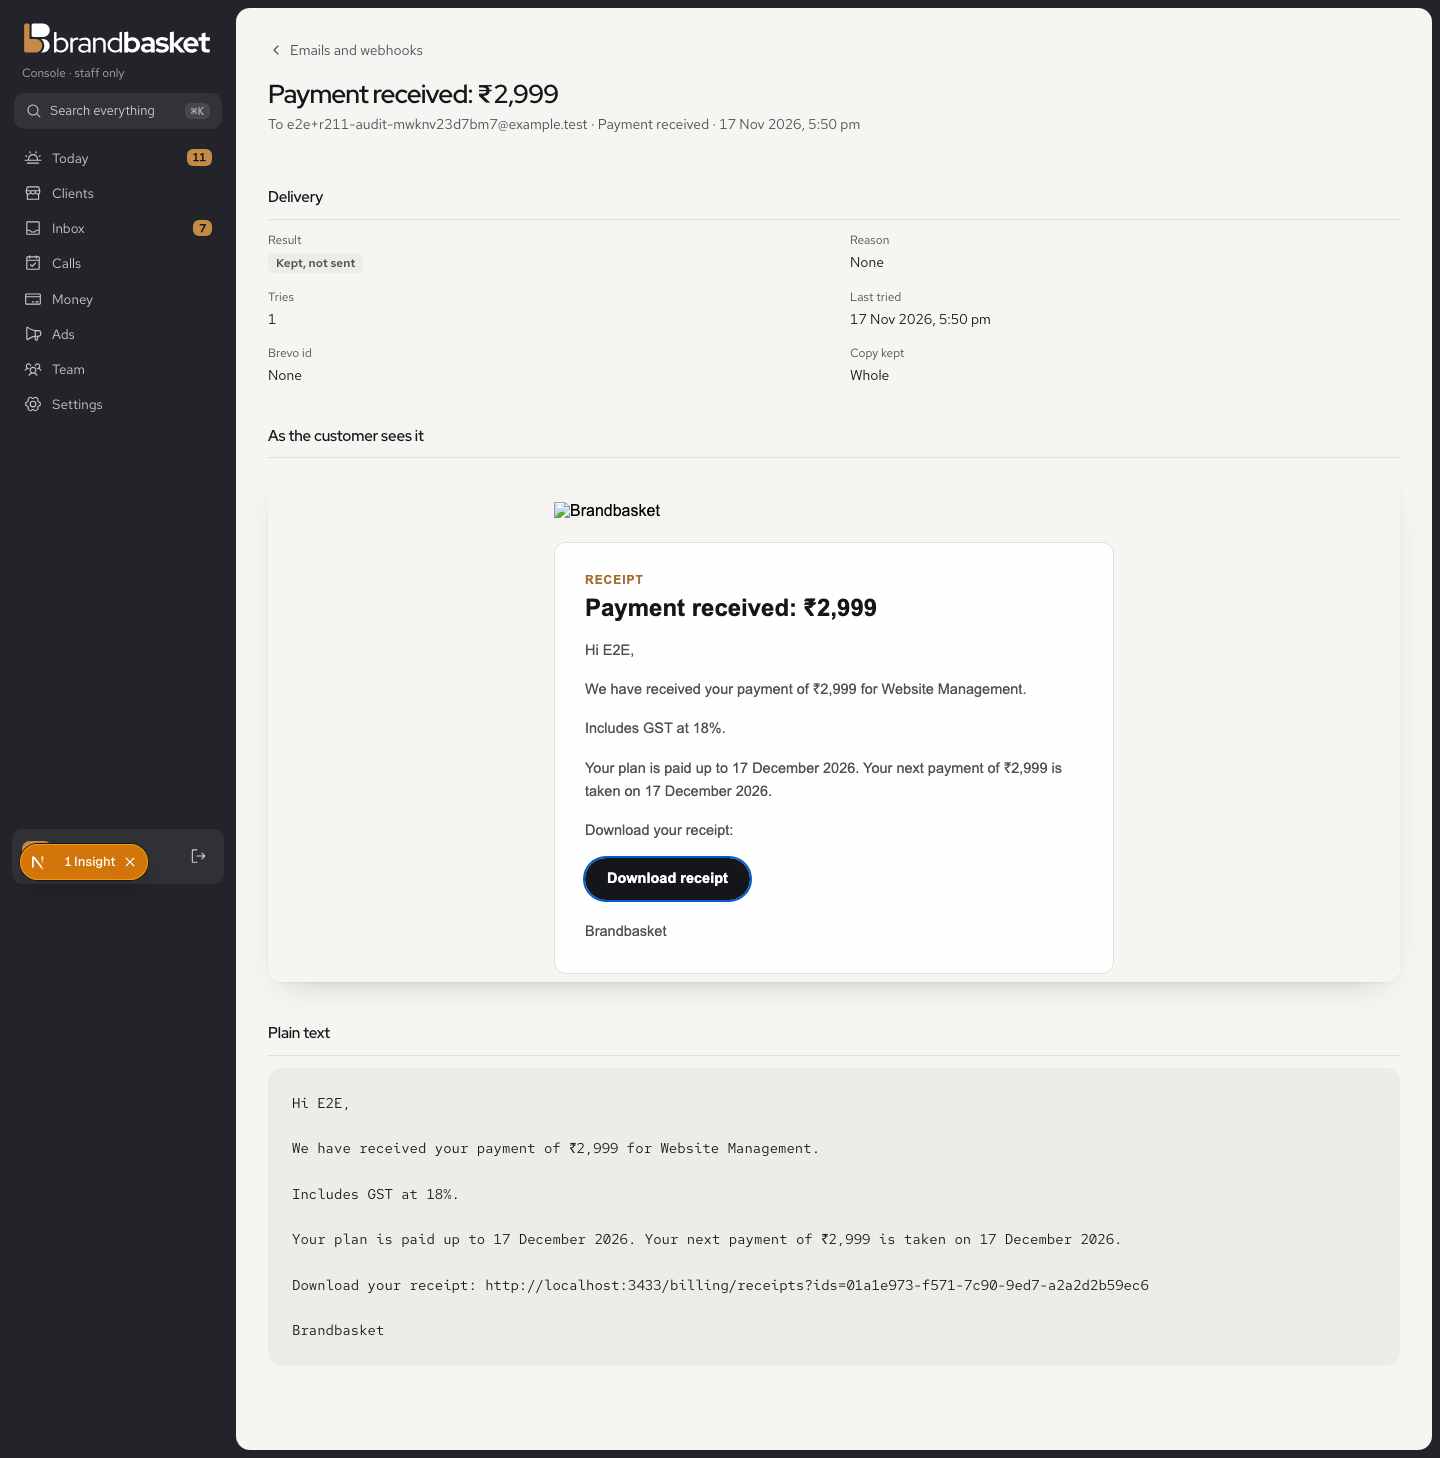 brandbasket
Console · staff only
Search everything ⌘K
Today 11
Clients
Inbox 7
Calls
Money
Ads
Team
Settings
1 Insight
Emails and webhooks
Payment received: ₹2,999
To e2e+r211-audit-mwknv23d7bm7@example.test · Payment received · 17 Nov 2026, 5:50 pm
Delivery
Result
Kept, not sent
Reason
None
Tries
1
Last tried
17 Nov 2026, 5:50 pm
Brevo id
None
Copy kept
Whole
As the customer sees it
Brandbasket
RECEIPT
Payment received: ₹2,999
Hi E2E,
We have received your payment of ₹2,999 for Website Management.
Includes GST at 18%.
Your plan is paid up to 17 December 2026. Your next payment of ₹2,999 is
taken on 17 December 2026.
Download your receipt:
Download receipt
Brandbasket
Plain text
Hi E2E,
We have received your payment of ₹2,999 for Website Management.
Includes GST at 18%.
Your plan is paid up to 17 December 2026. Your next payment of ₹2,999 is taken on 17 December 2026.
Download your receipt: http://localhost:3433/billing/receipts?ids=01a1e973-f571-7c90-9ed7-a2a2d2b59ec6
Brandbasket